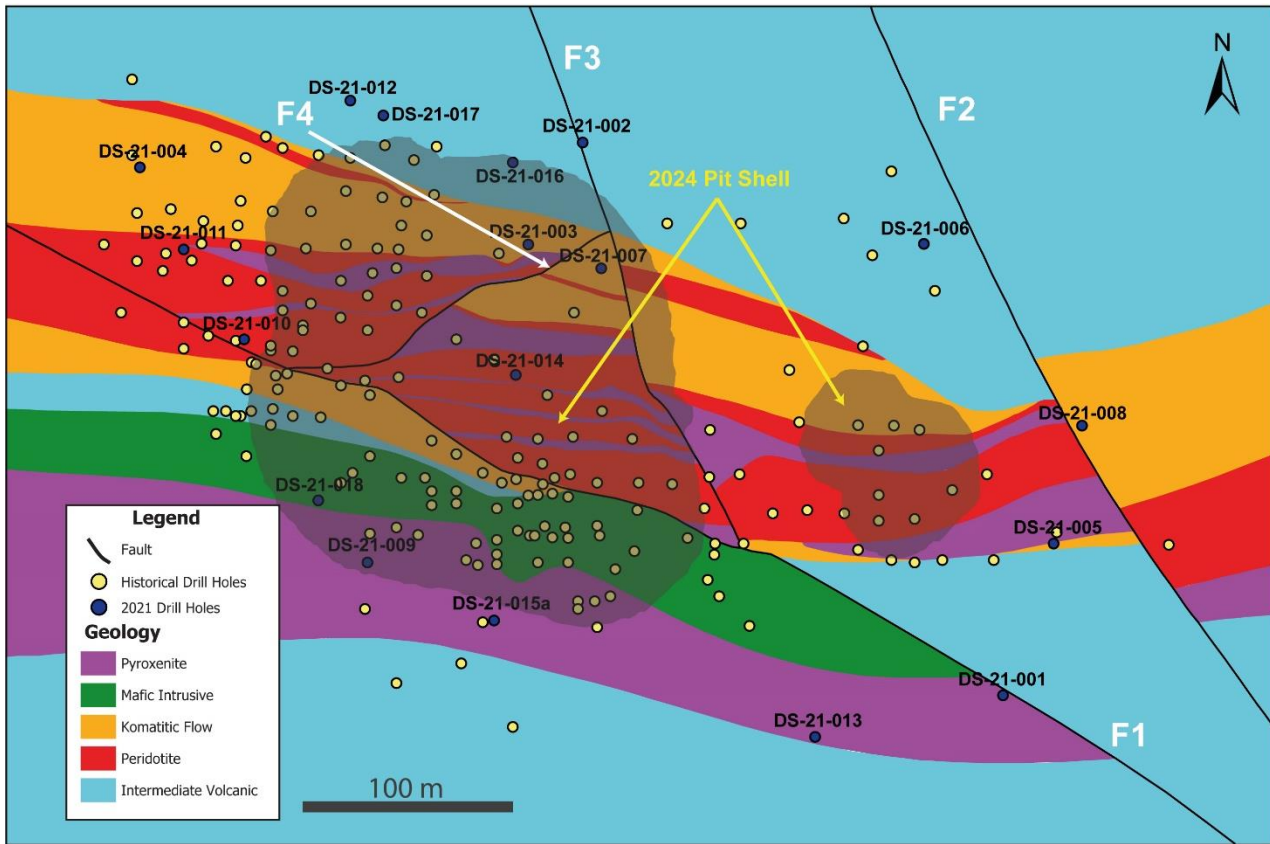 N
F3
F2
DS-21-012
F4
DS-21-017
DS-21-002
DS-21-004
DS-21-016
2024 Pit Shell
DS-21-011
DS-21-003
DS-21-006
DS-21-007
DS-21-010
DS-21-014
DS-21-008
DS-21-018
DS-21-005
DS-21-009
DS-21-015a
DS-21-001
DS-21-013
F1
Legend
Fault
Historical Drill Holes
2021 Drill Holes
Geology
Pyroxenite
Mafic Intrusive
Komatitic Flow
Peridotite
Intermediate Volcanic
100 m